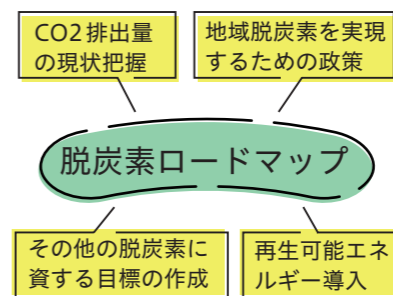 CO2排出量
の現状把握
地域脱炭素を実現
するための政策
脱炭素ロードマップ
その他の脱炭素に
資する目標の作成
再生可能エネ
ルギー導入